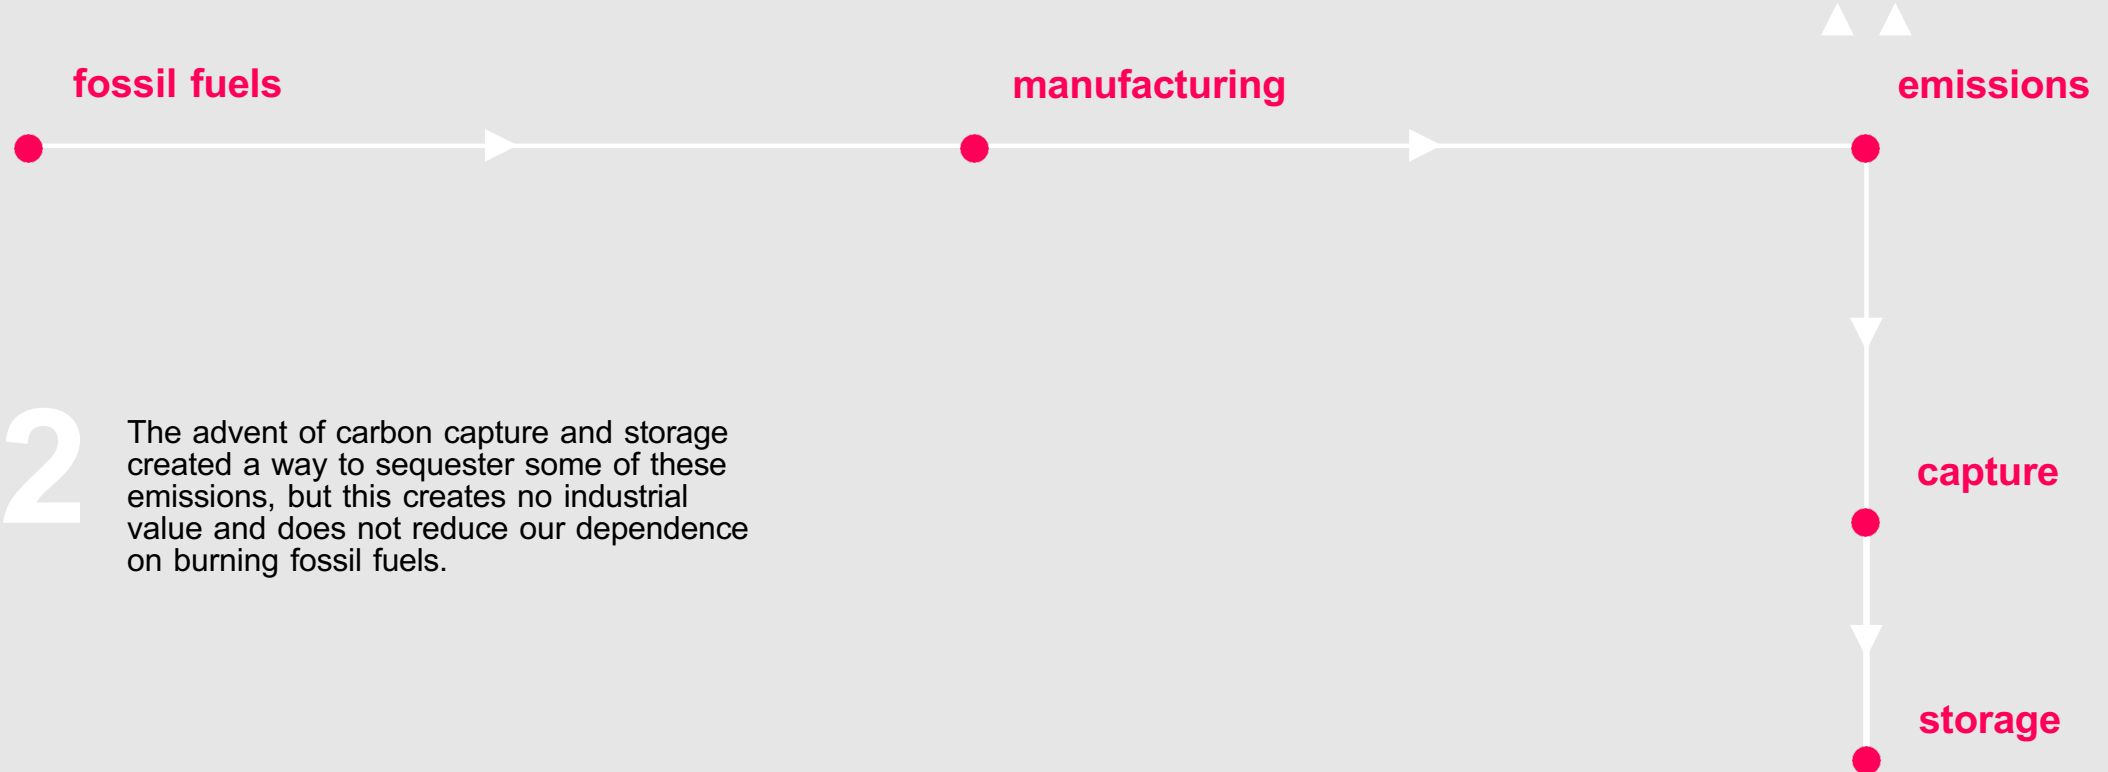 fossil fuels
manufacturing
emissions
2
The advent of carbon capture and storage
created a way to sequester some of these
emissions, but this creates no industrial
value and does not reduce our dependence
on burning fossil fuels.
capture
storage